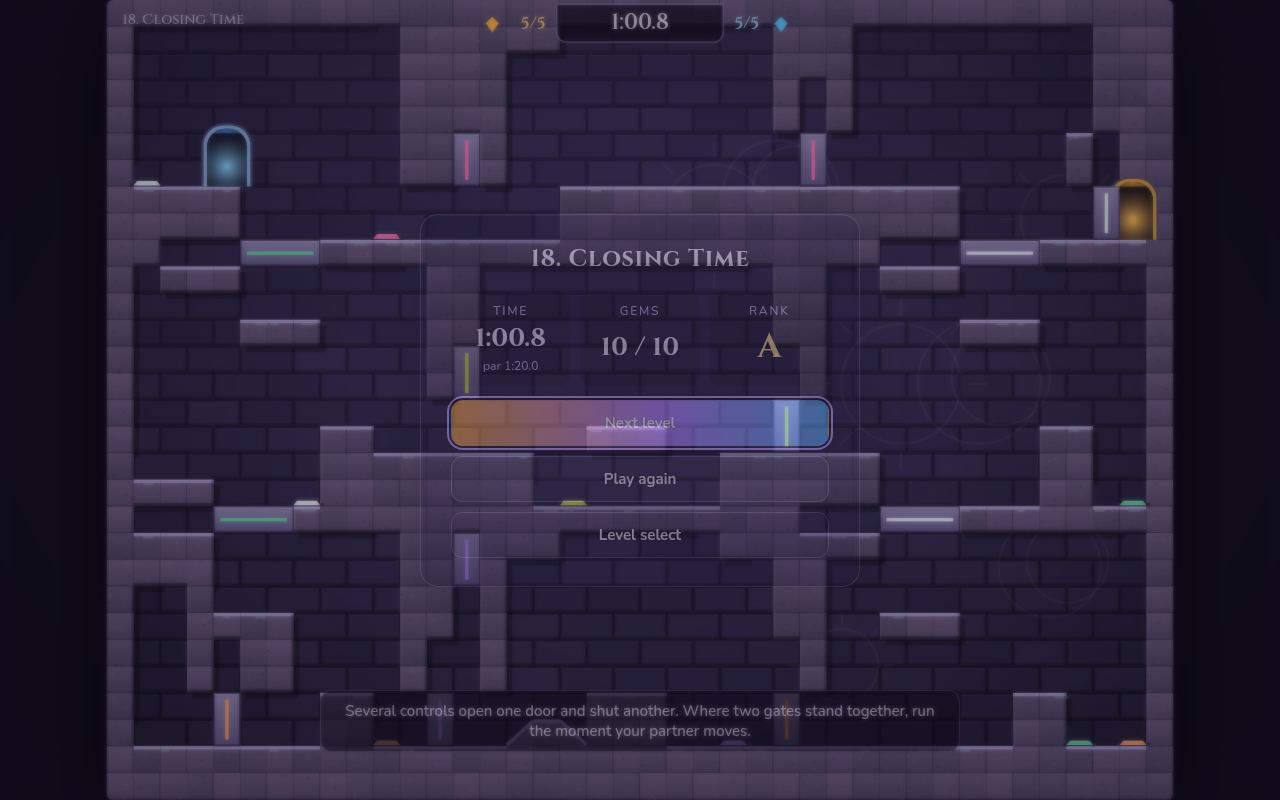 18. Closing Time
5/5
1:00.8
5/5
18. Closing Time
TIME
GEMS
RANK
1:00.8
10 / 10
A
par 1:20.0
Next level
Play again
Level select
Several controls open one door and shut another. Where two gates stand together, run
the moment your partner moves.